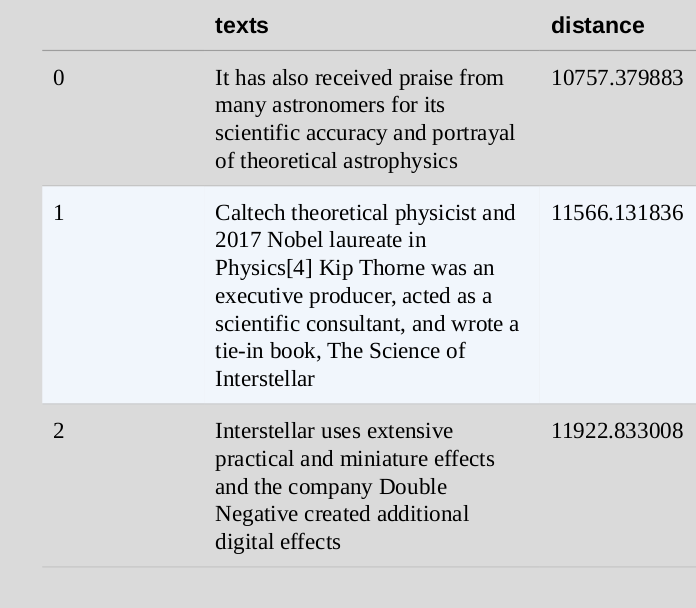 texts distance
0 It has also received praise from 10757.379883
many astronomers for its
scientific accuracy and portrayal
of theoretical astrophysics
1 Caltech theoretical physicist and 11566.131836
2017 Nobel laureate in
Physics[4] Kip Thorne was an
executive producer, acted as a
scientific consultant, and wrote a
tie-in book, The Science of
Interstellar
2 Interstellar uses extensive 11922.833008
practical and miniature effects
and the company Double
Negative created additional
digital effects